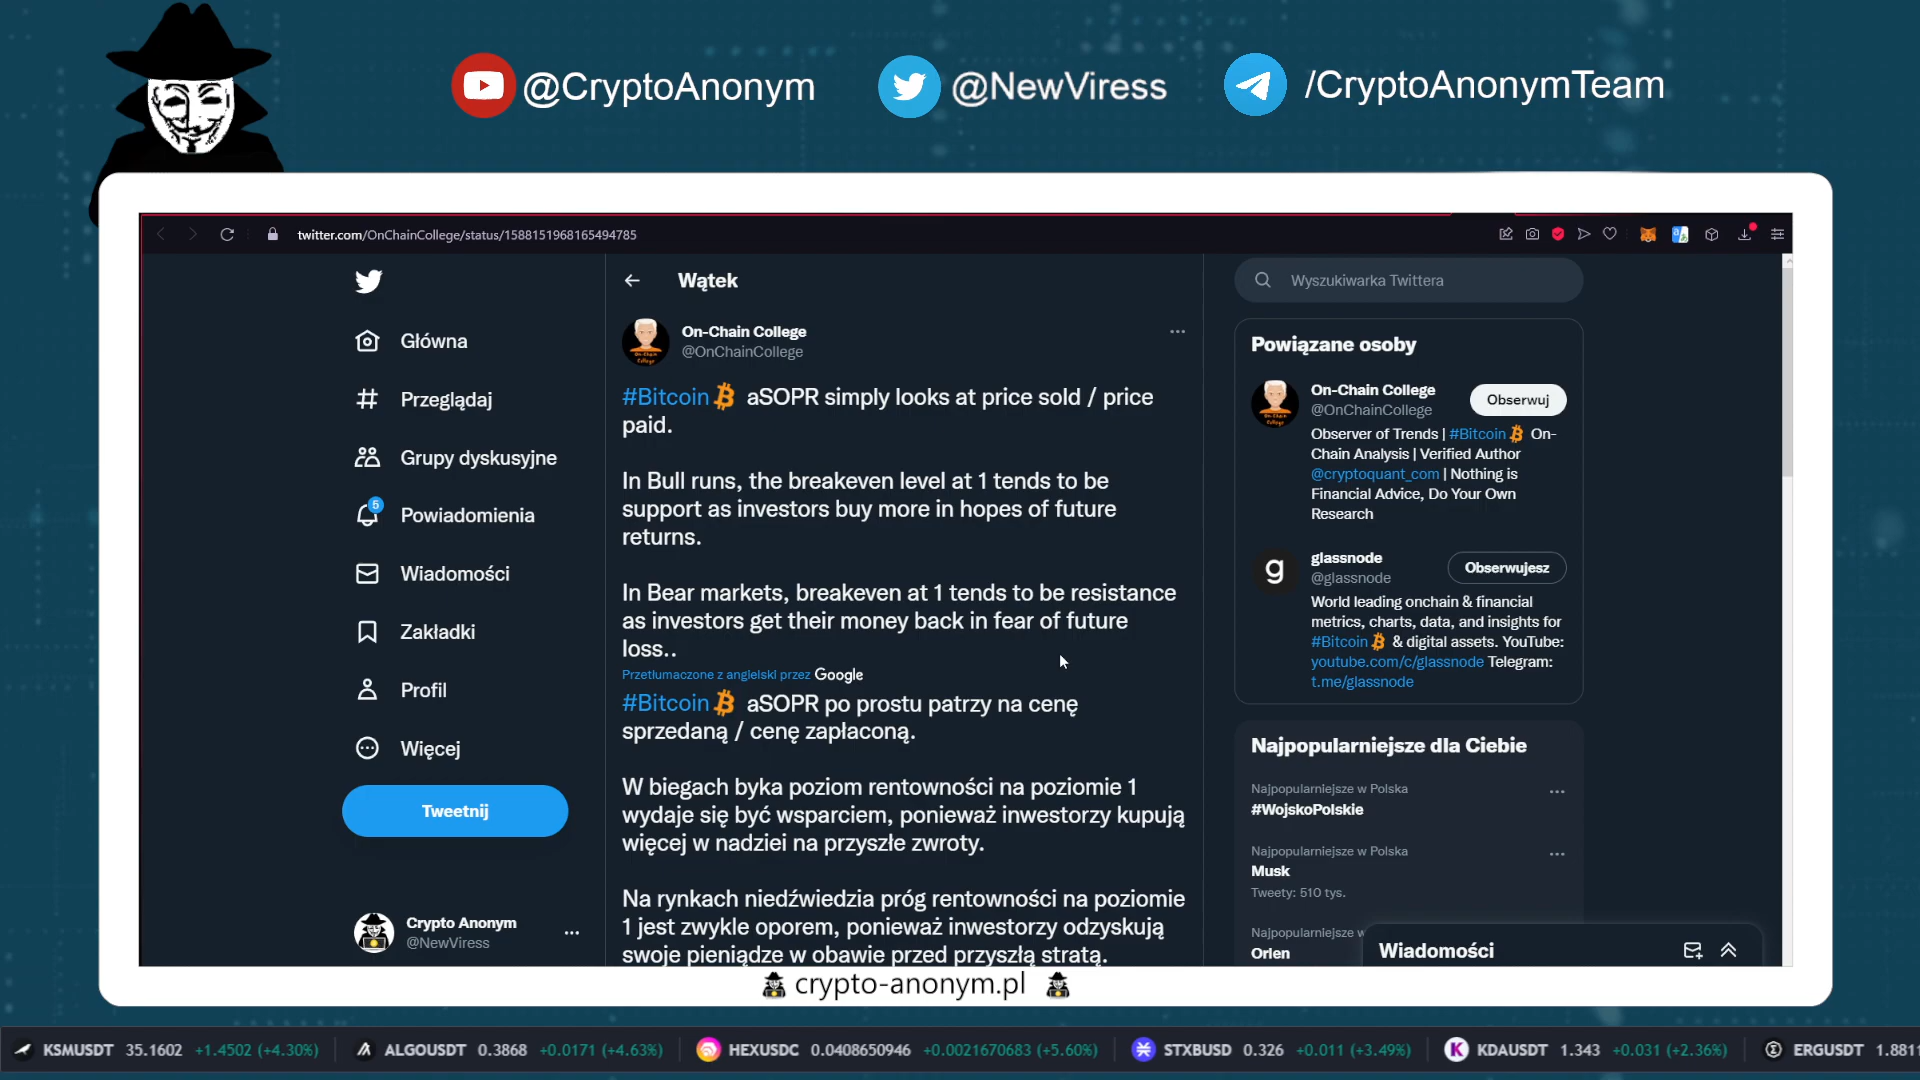 @CryptoAnonym
@NewViress
/CryptoAnonymTeam
twitter.com/OnChainCollege/status/1588151968165494785
Główna
Przeglądaj
Grupy dyskusyjne
5
Powiadomienia
Wiadomości
Zakładki
Profil
Więcej
Tweetnij
Crypto Anonym
@NewViress
Wątek
On-Chain College
@OnChainCollege
#Bitcoin aSOPR simply looks at price sold / price
paid.
In Bull runs, the breakeven level at 1 tends to be
support as investors buy more in hopes of future
returns.
In Bear markets, breakeven at 1 tends to be resistance
as investors get their money back in fear of future
loss..
Przetłumaczone z angielski przez Google
#Bitcoin aSOPR po prostu patrzy na cenę
sprzedaną / cenę zapłaconą.
W biegach byka poziom rentowności na poziomie 1
wydaje się być wsparciem, ponieważ inwestorzy kupują
więcej w nadziei na przyszłe zwroty.
Na rynkach niedźwiedzia próg rentowności na poziomie
1 jest zwykle oporem, ponieważ inwestorzy odzyskują
swoje pieniądze w obawie przed przyszłą stratą.
Wyszukiwarka Twittera
Powiązane osoby
On-Chain College
@OnChainCollege
Obserwuj
Observer of Trends | #Bitcoin On-
Chain Analysis | Verified Author
@cryptoquant_com | Nothing is
Financial Advice, Do Your Own
Research
glassnode
@glassnode
Obserwujesz
World leading onchain & financial
metrics, charts, data, and insights for
#Bitcoin & digital assets. YouTube:
youtube.com/c/glassnode Telegram:
t.me/glassnode
Najpopularniejsze dla Ciebie
Najpopularniejsze w Polska
#WojskoPolskie
Najpopularniejsze w Polska
Musk
Tweety: 510 tys.
Najpopularniejsze w
Orlen
Wiadomości
crypto-anonym.pl
KSMUSDT 35.1602 +1.4502 (+4.30%)
ALGOUSDT 0.3868 +0.0171 (+4.63%)
HEXUSDC 0.0408650946 +0.0021670683 (+5.60%)
STXBUSD 0.326 +0.011 (+3.49%)
KDAUSDT 1.343 +0.031 (+2.36%)
ERGUSDT 1.8811